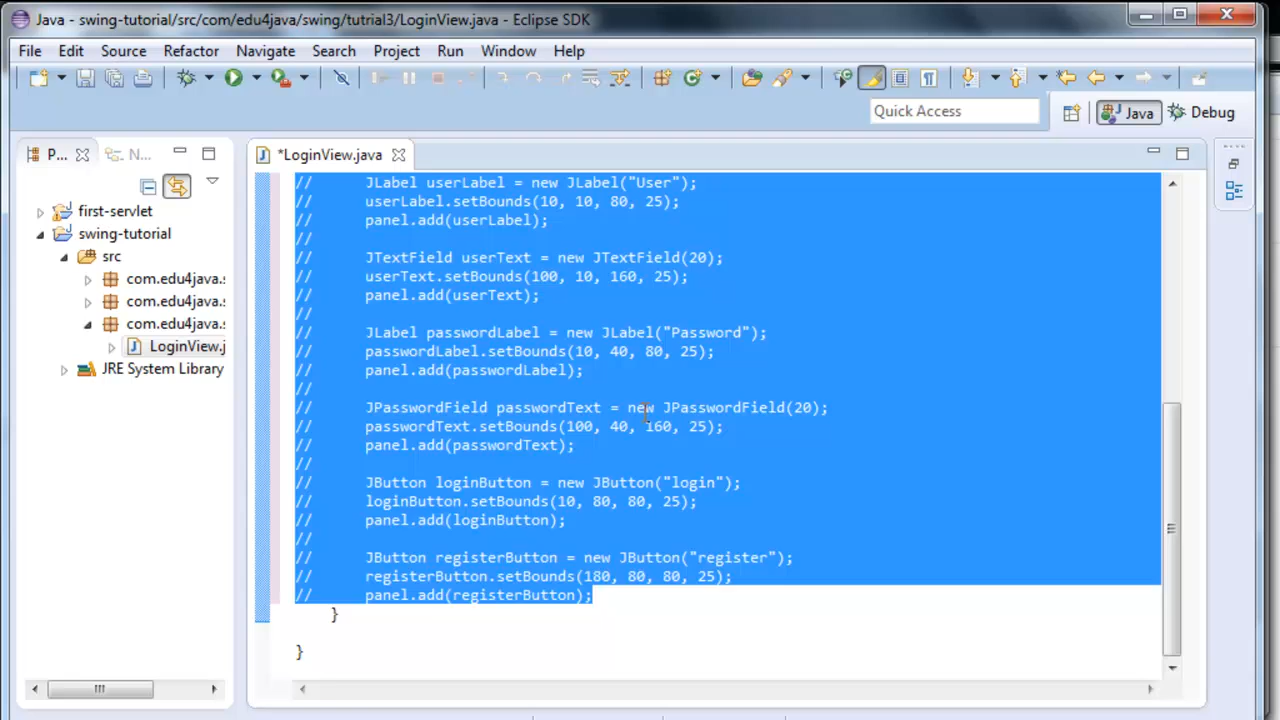 Java - swing-tutorial/src/com/edu4java/swing/tutrial3/LoginView.java - Eclipse SDK
File Edit Source Refactor Navigate Search Project Run Window Help
Quick Access
Java
Debug
P...
N...
*LoginView.java
first-servlet
swing-tutorial
src
com.edu4java.s
com.edu4java.s
com.edu4java.s
LoginView.j
JRE System Library
// JLabel userLabel = new JLabel("User");
// userLabel.setBounds(10, 10, 80, 25);
// panel.add(userLabel);
//
// JTextField userText = new JTextField(20);
// userText.setBounds(100, 10, 160, 25);
// panel.add(userText);
//
// JLabel passwordLabel = new JLabel("Password");
// passwordLabel.setBounds(10, 40, 80, 25);
// panel.add(passwordLabel);
//
// JPasswordField passwordText = new JPasswordField(20);
// passwordText.setBounds(100, 40, 160, 25);
// panel.add(passwordText);
//
// JButton loginButton = new JButton("login");
// loginButton.setBounds(10, 80, 80, 25);
// panel.add(loginButton);
//
// JButton registerButton = new JButton("register");
// registerButton.setBounds(180, 80, 80, 25);
// panel.add(registerButton);
}
}